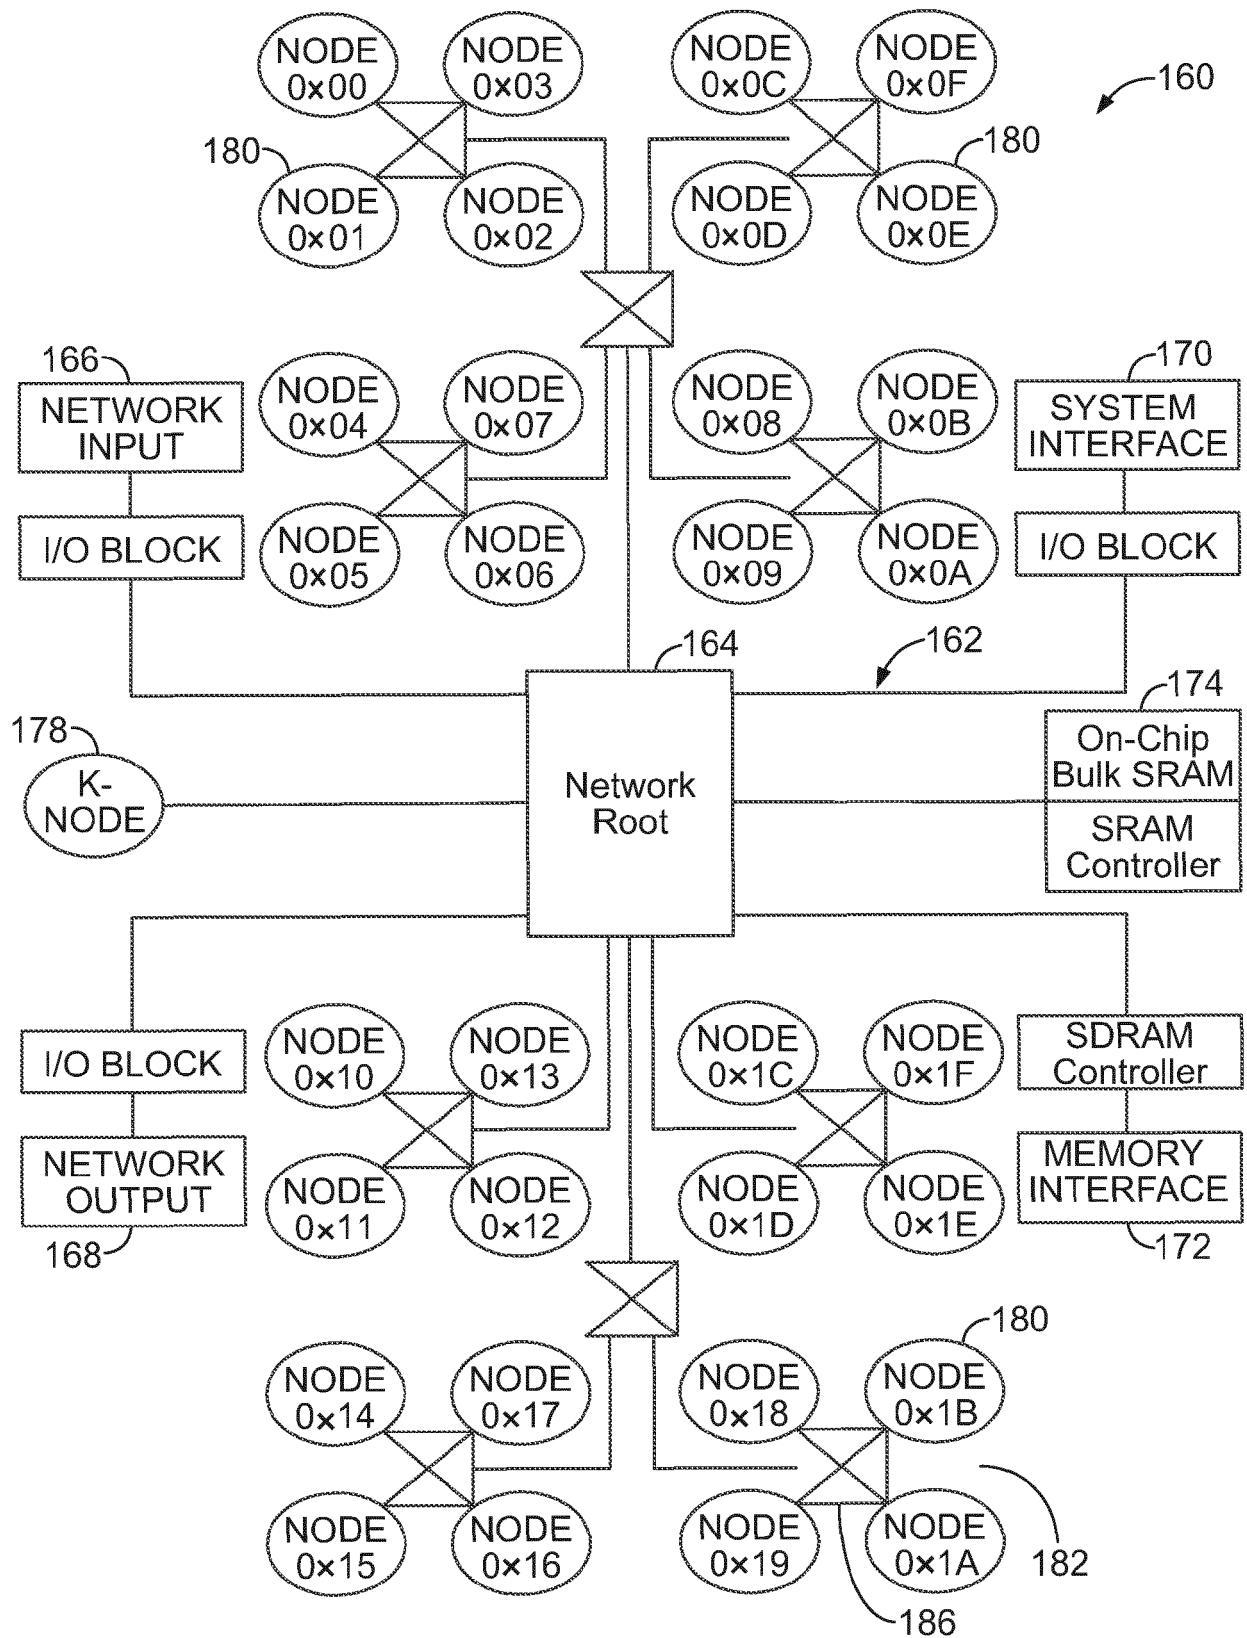 NODE
0×00
NODE
0×03
NODE
0×0C
NODE
0×0F
160
180
NODE
0×01
NODE
0×02
NODE
0×0D
NODE
0×0E
180
166
NETWORK
INPUT
I/O BLOCK
NODE
0×04
NODE
0×07
NODE
0×05
NODE
0×06
NODE
0×08
NODE
0×0B
NODE
0×09
NODE
0×0A
170
SYSTEM
INTERFACE
I/O BLOCK
164
162
178
K-
NODE
Network
Root
174
On-Chip
Bulk SRAM
SRAM
Controller
I/O BLOCK
NETWORK
OUTPUT
168
NODE
0×10
NODE
0×13
NODE
0×11
NODE
0×12
NODE
0×1C
NODE
0×1F
NODE
0×1D
NODE
0×1E
SDRAM
Controller
MEMORY
INTERFACE
172
NODE
0×14
NODE
0×17
NODE
0×15
NODE
0×16
NODE
0×18
NODE
0×1B
180
NODE
0×19
NODE
0×1A
182
186